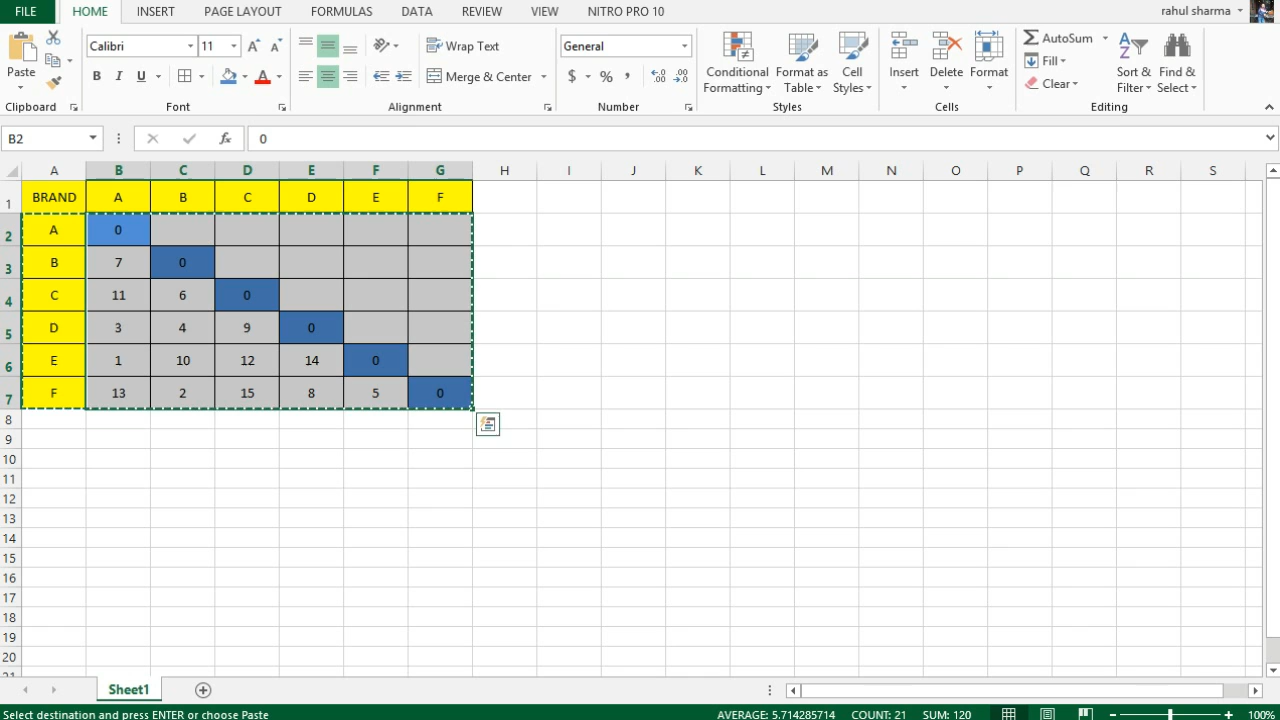 FILE HOME INSERT PAGE LAYOUT FORMULAS DATA REVIEW VIEW NITRO PRO 10 rahul sharma
Paste Calibri 11 Wrap Text General Conditional Formatting Format as Table Cell Styles Insert Delete Format AutoSum Sort & Filter Find & Select
B I U Merge & Center $ % , Fill Clear
Clipboard Font Alignment Number Styles Cells Editing
B2 fx 0
A B C D E F G H I J K L M N O P Q R S
1 BRAND A B C D E F
2 A 0
3 B 7 0
4 C 11 6 0
5 D 3 4 9 0
6 E 1 10 12 14 0
7 F 13 2 15 8 5 0
8
9
10
11
12
13
14
15
16
17
18
19
20
21
Sheet1
Select destination and press ENTER or choose Paste AVERAGE: 5.714285714 COUNT: 21 SUM: 120 100%